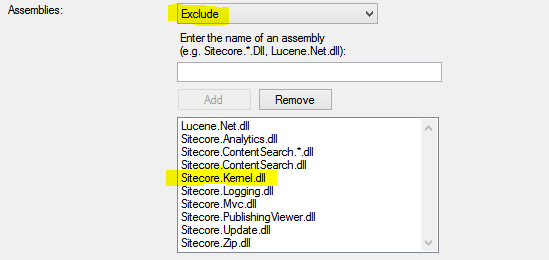 Assemblies:
Exclude
Enter the name of an assembly
(e.g. Sitecore.*.Dll, Lucene.Net.dll):
Add
Remove
Lucene.Net.dll
Sitecore.Analytics.dll
Sitecore.ContentSearch.*.dll
Sitecore.ContentSearch.dll
Sitecore.Kernel.dll
Sitecore.Logging.dll
Sitecore.Mvc.dll
Sitecore.PublishingViewer.dll
Sitecore.Update.dll
Sitecore.Zip.dll